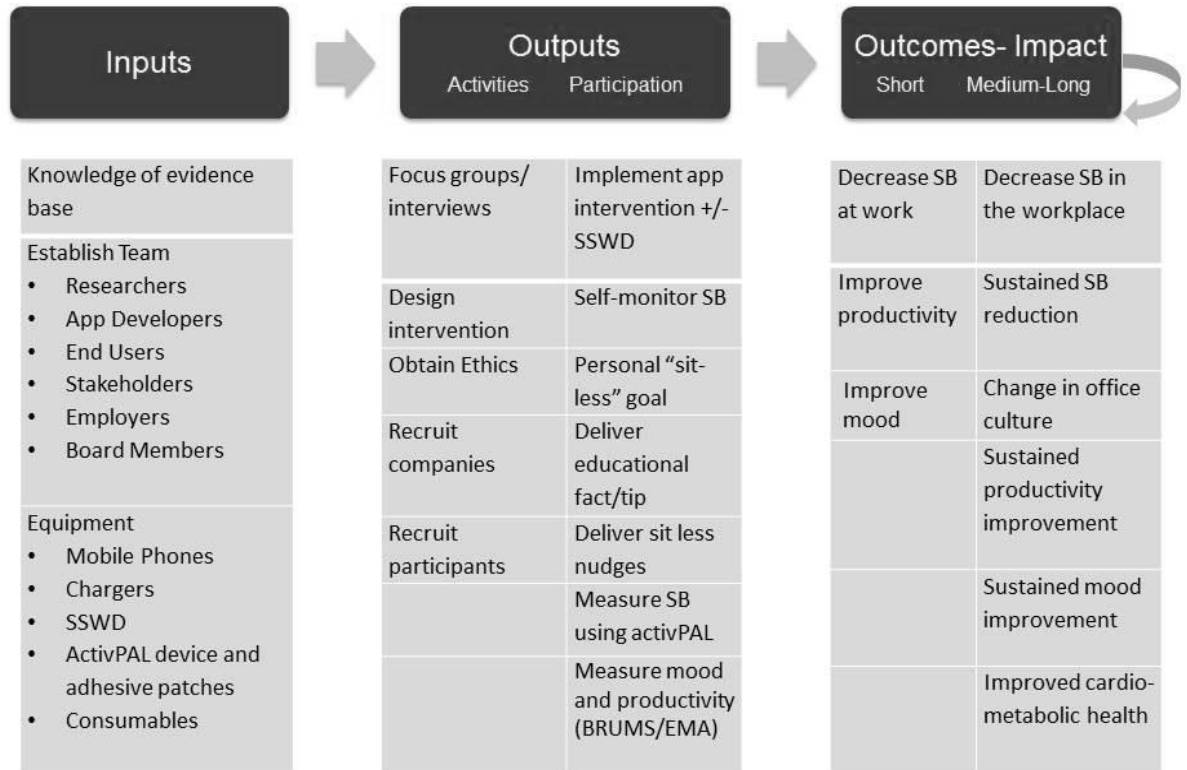 Inputs
Outputs
Activities Participation
Outcomes- Impact
Short Medium-Long
Knowledge of evidence
base
Establish Team
• Researchers
• App Developers
• End Users
• Stakeholders
• Employers
• Board Members
Equipment
• Mobile Phones
• Chargers
• SSWD
• ActivPAL device and
adhesive patches
• Consumables
Focus groups/
interviews
Implement app
intervention +/-
SSWD
Design
intervention
Self-monitor SB
Obtain Ethics
Personal “sit-
less” goal
Recruit
companies
Deliver
educational
fact/tip
Recruit
participants
Deliver sit less
nudges
Measure SB
using activPAL
Measure mood
and productivity
(BRUMS/EMA)
Decrease SB
at work
Decrease SB in
the workplace
Improve
productivity
Sustained SB
reduction
Improve
mood
Change in office
culture
Sustained
productivity
improvement
Sustained mood
improvement
Improved cardio-
metabolic health